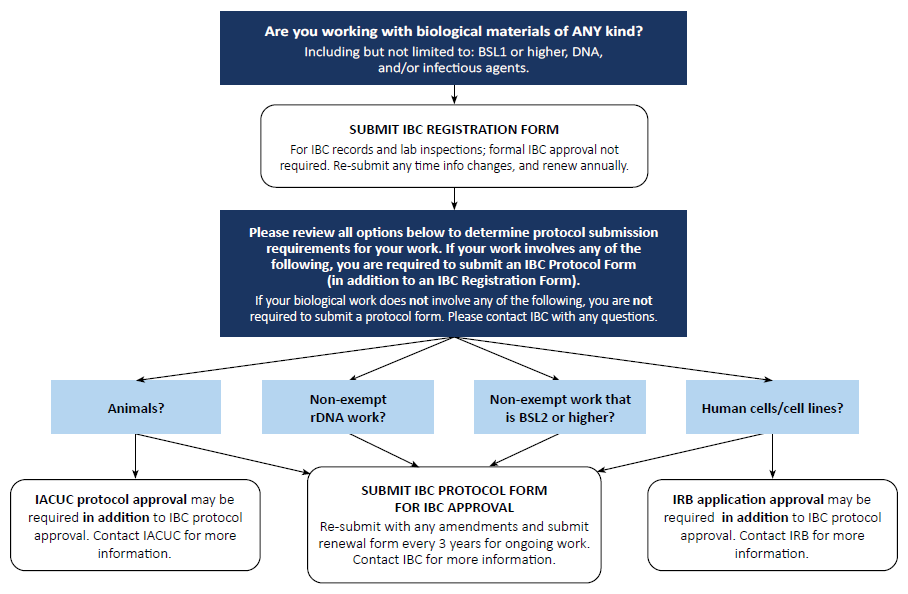 Are you working with biological materials of ANY kind?
Including but not limited to: BSL1 or higher, DNA,
and/or infectious agents.
SUBMIT IBC REGISTRATION FORM
For IBC records and lab inspections; formal IBC approval not
required. Re-submit any time info changes, and renew annually.
Please review all options below to determine protocol submission
requirements for your work. If your work involves any of the
following, you are required to submit an IBC Protocol Form
(in addition to an IBC Registration Form).
If your biological work does not involve any of the following, you are not
required to submit a protocol form. Please contact IBC with any questions.
Animals?
Non-exempt
rDNA work?
Non-exempt work that
is BSL2 or higher?
Human cells/cell lines?
IACUC protocol approval may be
required in addition to IBC protocol
approval. Contact IACUC for more
information.
SUBMIT IBC PROTOCOL FORM
FOR IBC APPROVAL
Re-submit with any amendments and submit
renewal form every 3 years for ongoing work.
Contact IBC for more information.
IRB application approval may be
required in addition to IBC protocol
approval. Contact IRB for more
information.